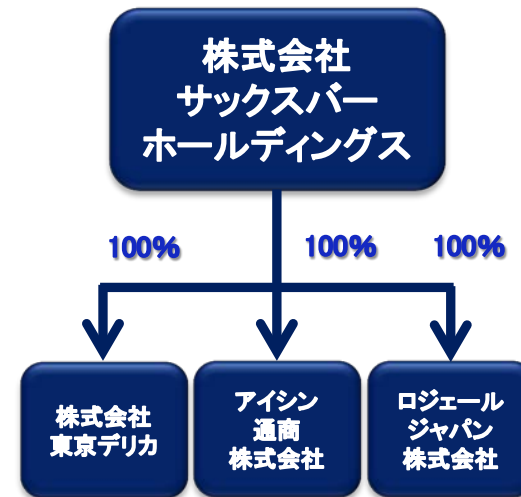 株式会社
サックスバー
ホールディングス
100%
100%
100%
株式会社
東京デリカ
アイシン
通商
株式会社
ロジェール
ジャパン
株式会社